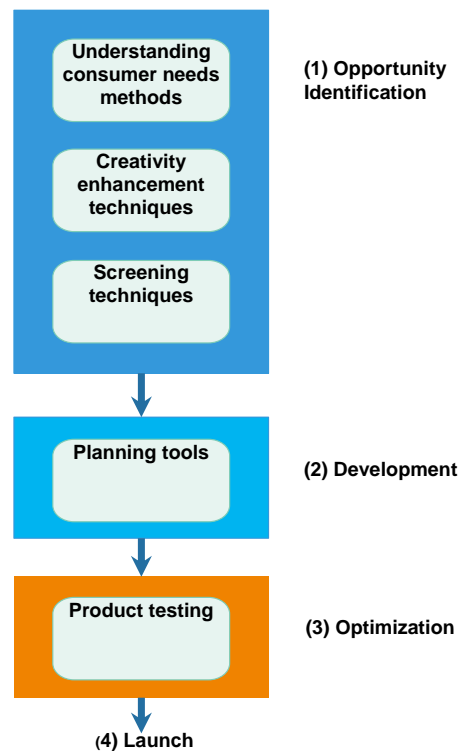 Understanding
consumer needs
methods
(1) Opportunity
Identification
Creativity
enhancement
techniques
Screening
techniques
Planning tools
(2) Development
Product testing
(3) Optimization
(4) Launch